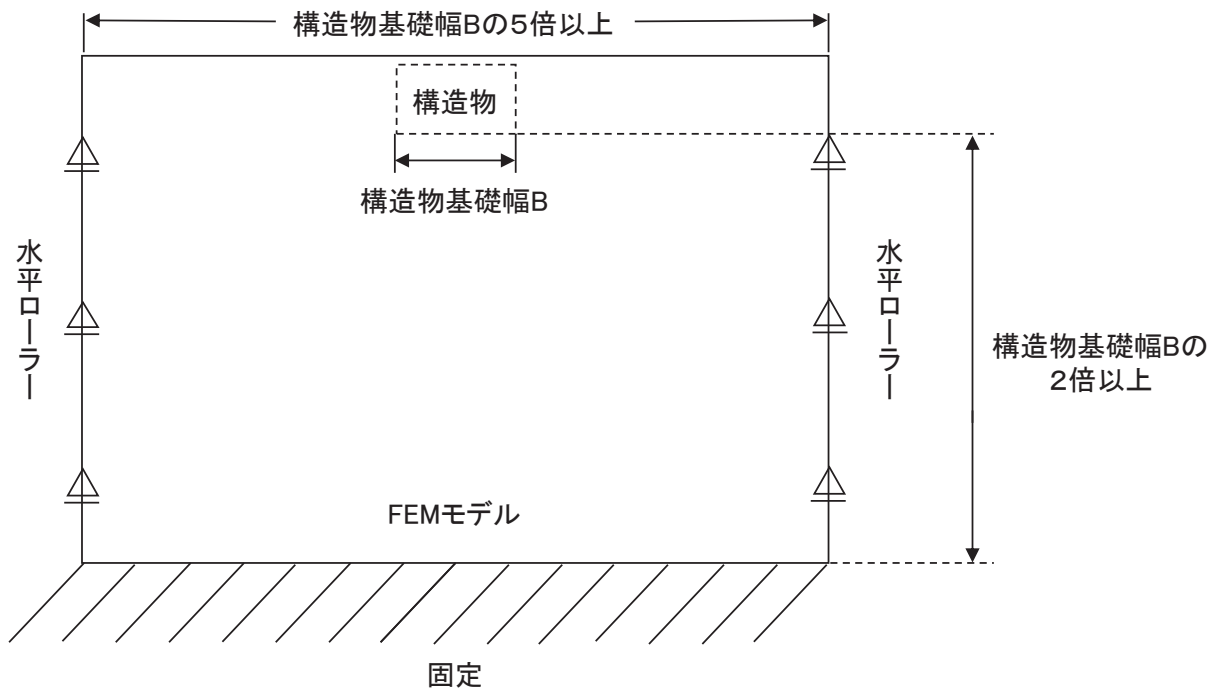 構造物基礎幅Bの5倍以上
構造物
構造物基礎幅B
水平ローラー
水平ローラー
構造物基礎幅Bの
2倍以上
FEMモデル
固定